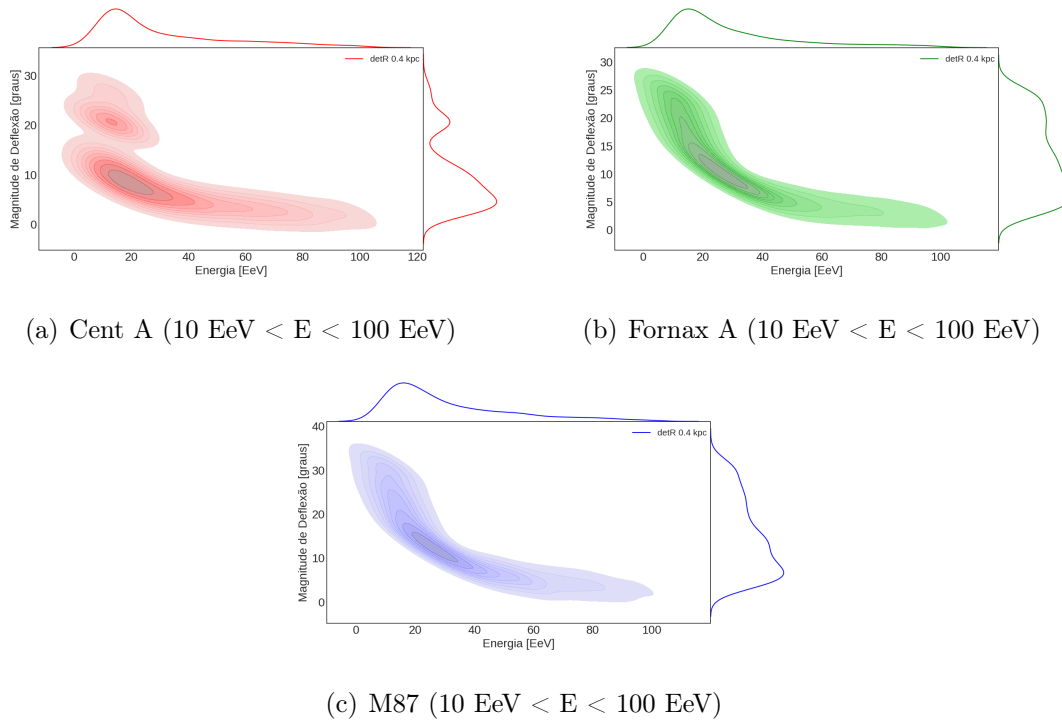 detR 0.4 kpc
Magnitude de Deflexão [graus]
30
20
10
0
0 20 40 60 80 100 120
Energia [EeV]
(a) Cent A (10 EeV < E < 100 EeV)
detR 0.4 kpc
Magnitude de Deflexão [graus]
30
25
20
15
10
5
0
0 20 40 60 80 100
Energia [EeV]
(b) Fornax A (10 EeV < E < 100 EeV)
detR 0.4 kpc
Magnitude de Deflexão [graus]
40
30
20
10
0
0 20 40 60 80 100
Energia [EeV]
(c) M87 (10 EeV < E < 100 EeV)